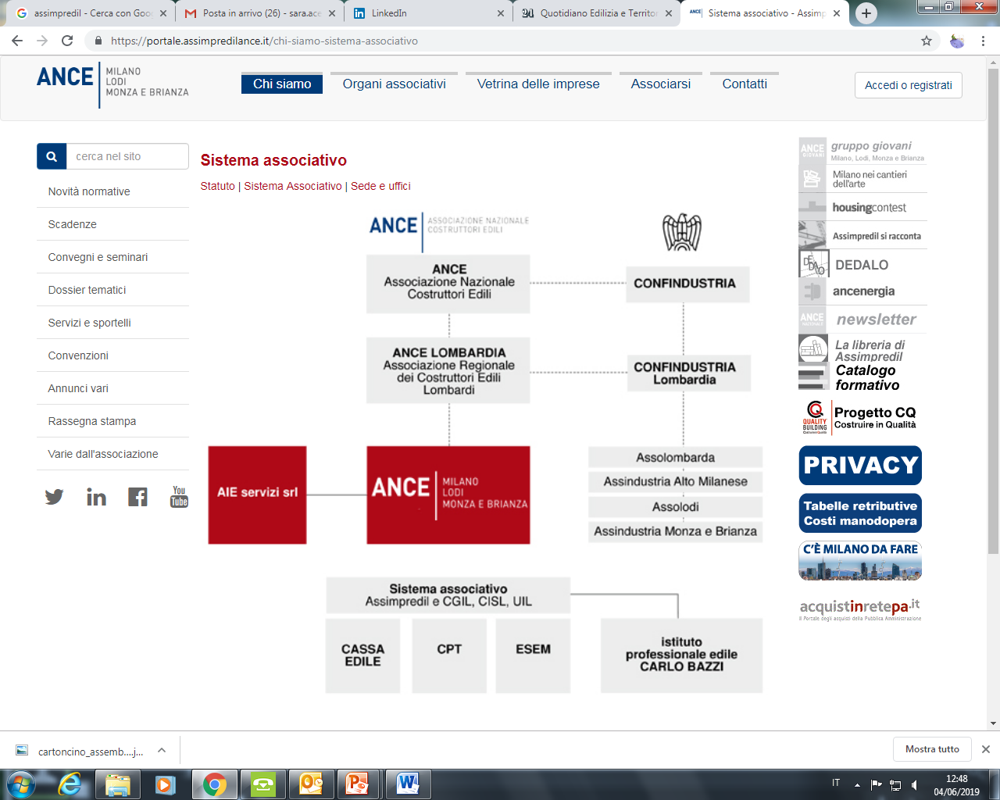 assimpredil - Cerca con Goo
Posta in arrivo (26) - sara.ace
LinkedIn
Quotidiano Edilizia e Territor
Sistema associativo - Assimp
https://portale.assimpredilance.it/chi-siamo-sistema-associativo
ANCE
MILANO
LODI
MONZA E BRIANZA
Chi siamo
Organi associativi
Vetrina delle imprese
Associarsi
Contatti
Accedi o registrati
cerca nel sito
Novità normative
Scadenze
Convegni e seminari
Dossier tematici
Servizi e sportelli
Convenzioni
Annunci vari
Rassegna stampa
Varie dall'associazione
You
Tube
Sistema associativo
Statuto | Sistema Associativo | Sede e uffici
ANCE
ASSOCIAZIONE NAZIONALE
COSTRUTTORI EDILI
ANCE
Associazione Nazionale
Costruttori Edili
CONFINDUSTRIA
ANCE LOMBARDIA
Associazione Regionale
dei Costruttori Edili
Lombardi
CONFINDUSTRIA
Lombardia
AIE servizi srl
ANCE
MILANO
LODI
MONZA E BRIANZA
Assolombarda
Assindustria Alto Milanese
Assolodi
Assindustria Monza e Brianza
Sistema associativo
Assimpredil e CGIL, CISL, UIL
CASSA
EDILE
CPT
ESEM
istituto
professionale edile
CARLO BAZZI
ANCE
GIOVANI
gruppo giovani
Milano, Lodi, Monza e Brianza
Milano nei cantieri
dell'arte
housingcontest
Assimpredil si racconta
DEDALO
DEDALO
ancenergia
ANCE
NAZIONALE
newsletter
La libreria di
Assimpredil
Catalogo
formativo
QUALITY
BUILDING
Costruire in Qualità
Progetto CQ
Costruire in Qualità
PRIVACY
Tabelle retributive
Costi manodopera
C'È MILANO DA FARE
acquistinretepa.it
Il Portale degli acquisti della Pubblica Amministrazione
cartoncino_assemb....j...
Mostra tutto
IT
12:48
04/06/2019